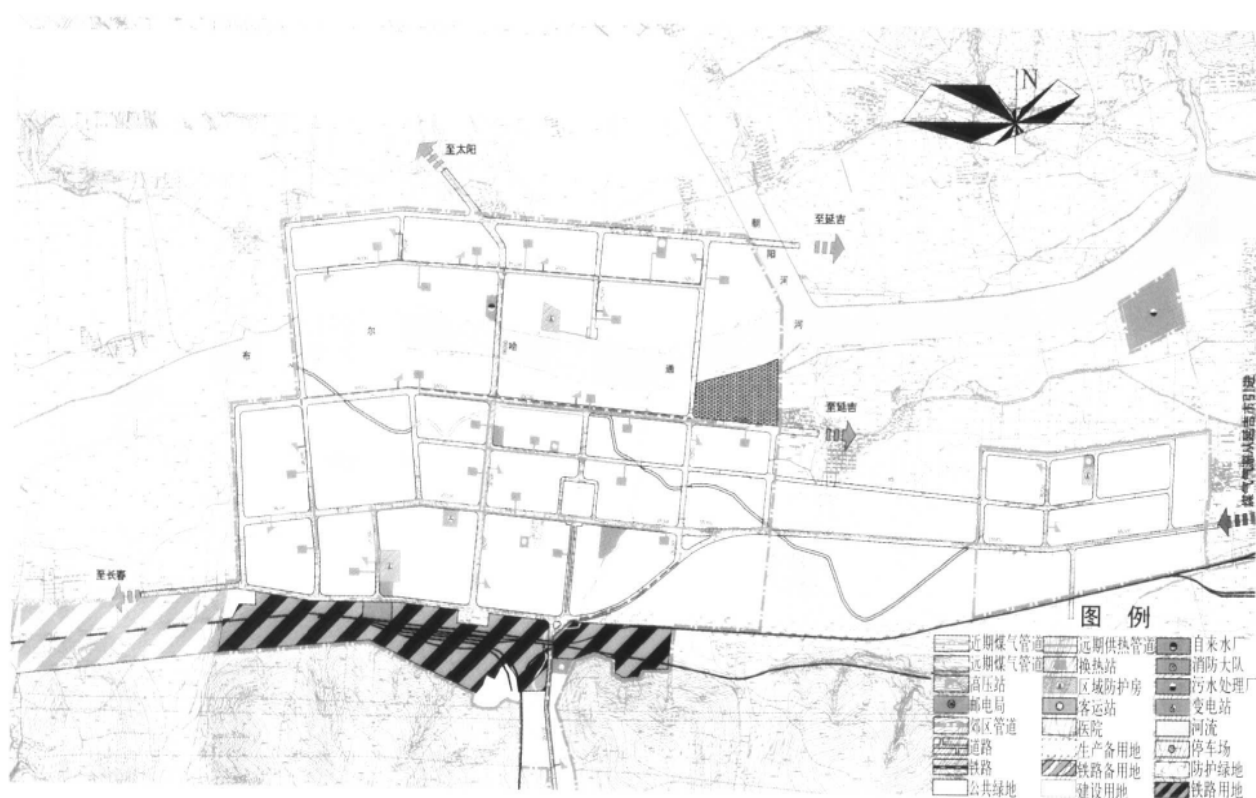 N
至太阳
至延吉
朝
阳
河
河
布
尔
哈
通
至延吉
至长春
图 例
近期煤气管道
远期供热管道
自来水厂
远期煤气管道
换热站
消防大队
高压站
区域防护房
污水处理厂
邮电局
客运站
变电站
郊区管道
医院
河流
道路
生产备用地
停车场
铁路
铁路备用地
防护绿地
公共绿地
建设用地
铁路用地